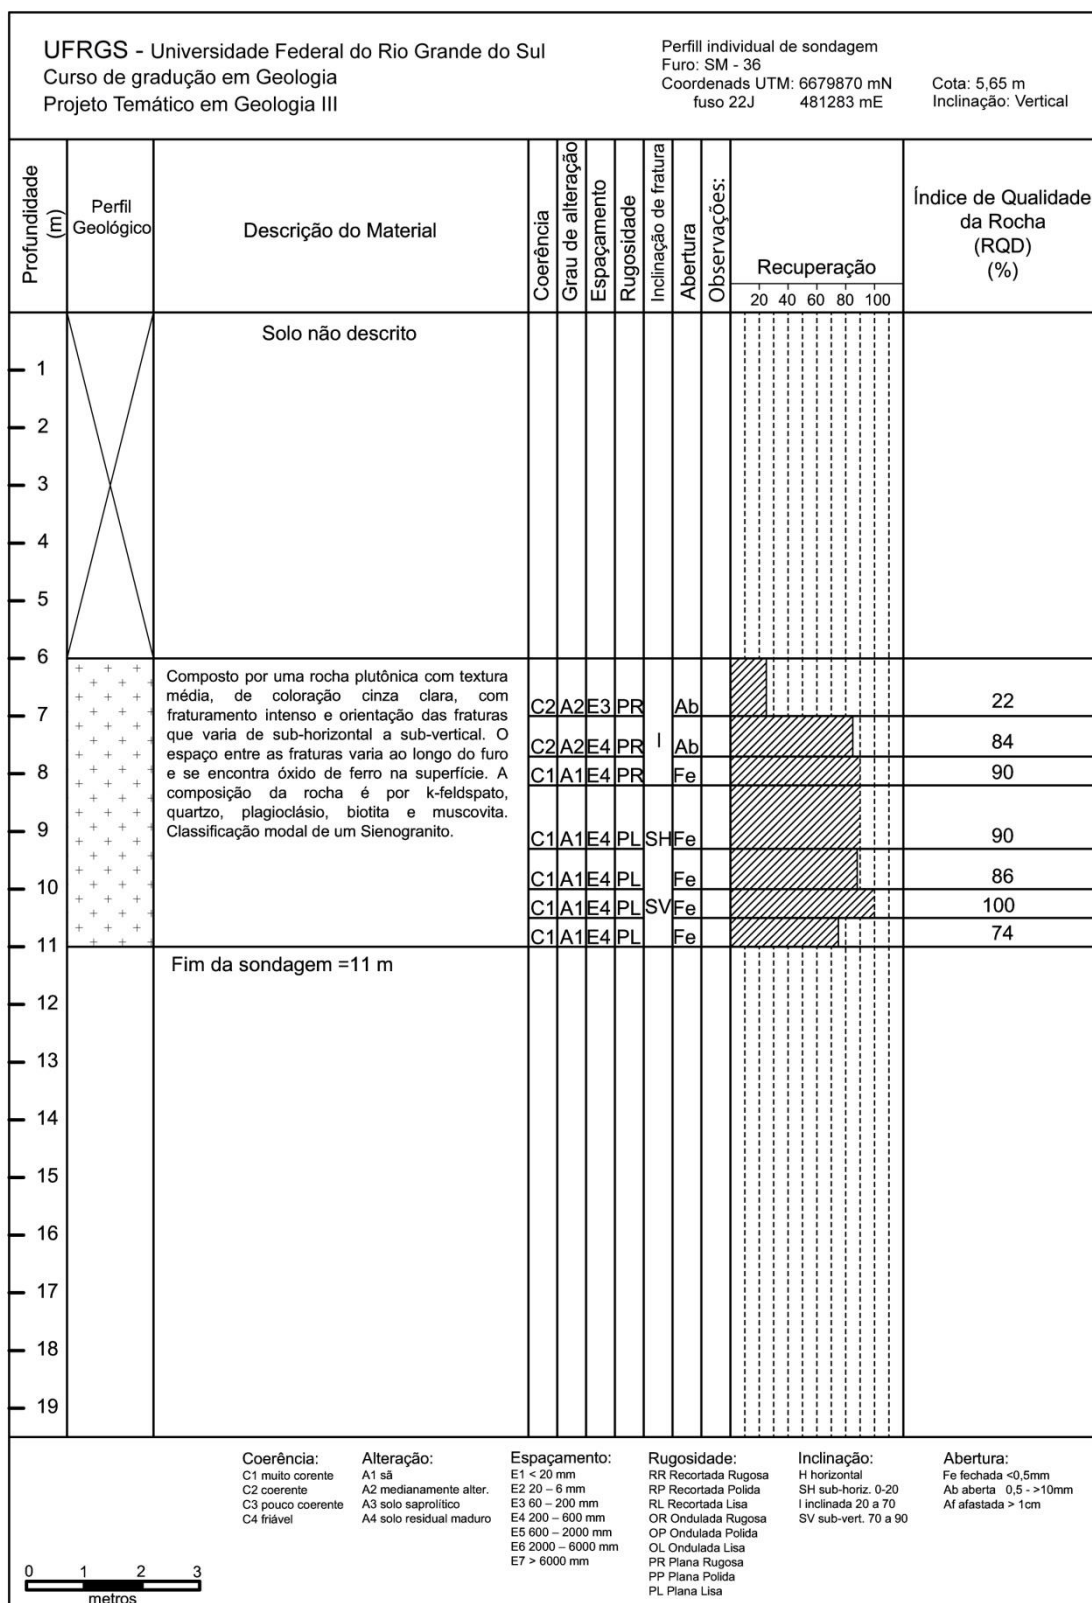 UFRGS - Universidade Federal do Rio Grande do Sul
Curso de gradução em Geologia
Projeto Temático em Geologia III
Perfill individual de sondagem
Furo: SM - 36
Coordenads UTM: 6679870 mN
fuso 22J 481283 mE
Cota: 5,65 m
Inclinação: Vertical
Profundidade
(m)
Perfil
Geológico
Descrição do Material
Coerência
Grau de alteração
Espaçamento
Rugosidade
Inclinação de fratura
Abertura
Observações:
Recuperação
20 40 60 80 100
Índice de Qualidade
da Rocha
(RQD)
(%)
Solo não descrito
1
2
3
4
5
6
7
8
9
10
11
12
13
14
15
16
17
18
19
Composto por uma rocha plutônica com textura
média, de coloração cinza clara, com
fraturamento intenso e orientação das fraturas
que varia de sub-horizontal a sub-vertical. O
espaço entre as fraturas varia ao longo do furo
e se encontra óxido de ferro na superfície. A
composição da rocha é por k-feldspato,
quartzo, plagioclásio, biotita e muscovita.
Classificação modal de um Sienogranito.
C2 A2 E3 PR Ab 22
C2 A2 E4 PR I Ab 84
C1 A1 E4 PR Fe 90
C1 A1 E4 PL SH Fe 90
C1 A1 E4 PL Fe 86
C1 A1 E4 PL SV Fe 100
C1 A1 E4 PL Fe 74
Fim da sondagem =11 m
Coerência:
C1 muito corente
C2 coerente
C3 pouco coerente
C4 friável
Alteração:
A1 sã
A2 medianamente alter.
A3 solo saprolítico
A4 solo residual maduro
Espaçamento:
E1 < 20 mm
E2 20 – 6 mm
E3 60 – 200 mm
E4 200 – 600 mm
E5 600 – 2000 mm
E6 2000 – 6000 mm
E7 > 6000 mm
Rugosidade:
RR Recortada Rugosa
RP Recortada Polida
RL Recortada Lisa
OR Ondulada Rugosa
OP Ondulada Polida
OL Ondulada Lisa
PR Plana Rugosa
PP Plana Polida
PL Plana Lisa
Inclinação:
H horizontal
SH sub-horiz. 0-20
I inclinada 20 a 70
SV sub-vert. 70 a 90
Abertura:
Fe fechada <0,5mm
Ab aberta 0,5 - >10mm
Af afastada > 1cm
0 1 2 3
metros